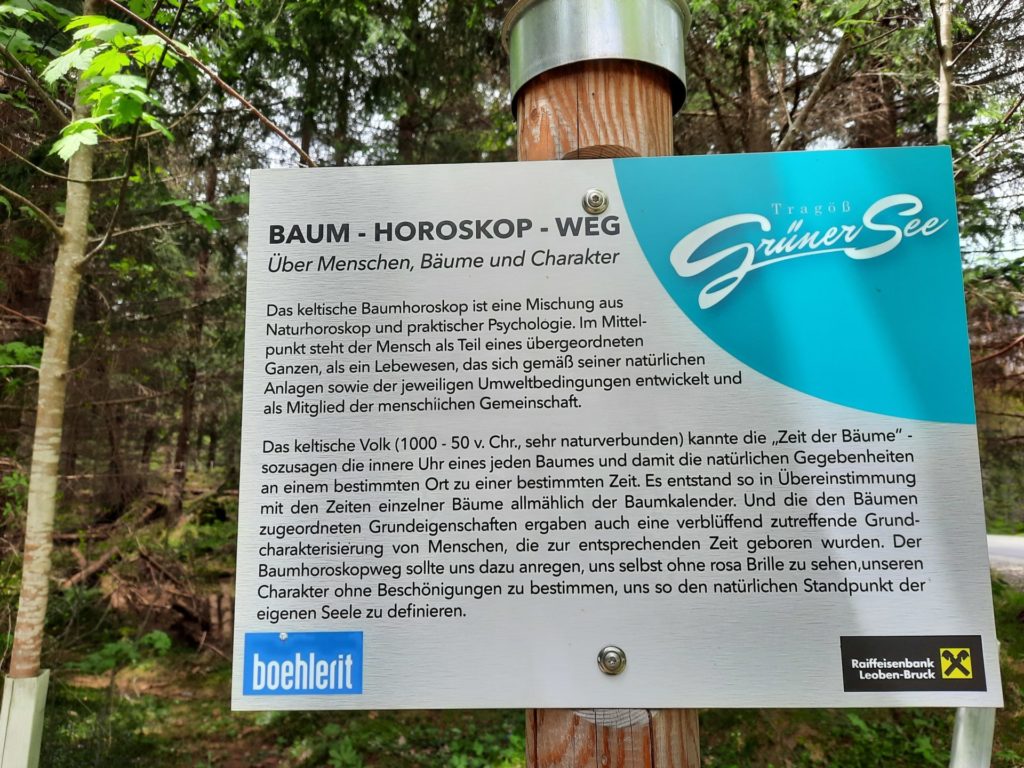 BAUM - HOROSKOP - WEG
Über Menschen, Bäume und Charakter
Tragöß
Grüner See
Das keltische Baumhoroskop ist eine Mischung aus
Naturhoroskop und praktischer Psychologie. Im Mittel-
punkt steht der Mensch als Teil eines übergeordneten
Ganzen, als ein Lebewesen, das sich gemäß seiner natürlichen
Anlagen sowie der jeweiligen Umweltbedingungen entwickelt und
als Mitglied der menschiichen Gemeinschaft.
Das keltische Volk (1000 - 50 v. Chr., sehr naturverbunden) kannte die „Zeit der Bäume“ -
sozusagen die innere Uhr eines jeden Baumes und damit die natürlichen Gegebenheiten
an einem bestimmten Ort zu einer bestimmten Zeit. Es entstand so in Übereinstimmung
mit den Zeiten einzelner Bäume allmählich der Baumkalender. Und die den Bäumen
zugeordneten Grundeigenschaften ergaben auch eine verblüffend zutreffende Grund-
charakterisierung von Menschen, die zur entsprechenden Zeit geboren wurden. Der
Baumhoroskopweg sollte uns dazu anregen, uns selbst ohne rosa Brille zu sehen,unseren
Charakter ohne Beschönigungen zu bestimmen, uns so den natürlichen Standpunkt der
eigenen Seele zu definieren.
boehlerit
Raiffeisenbank
Leoben-Bruck